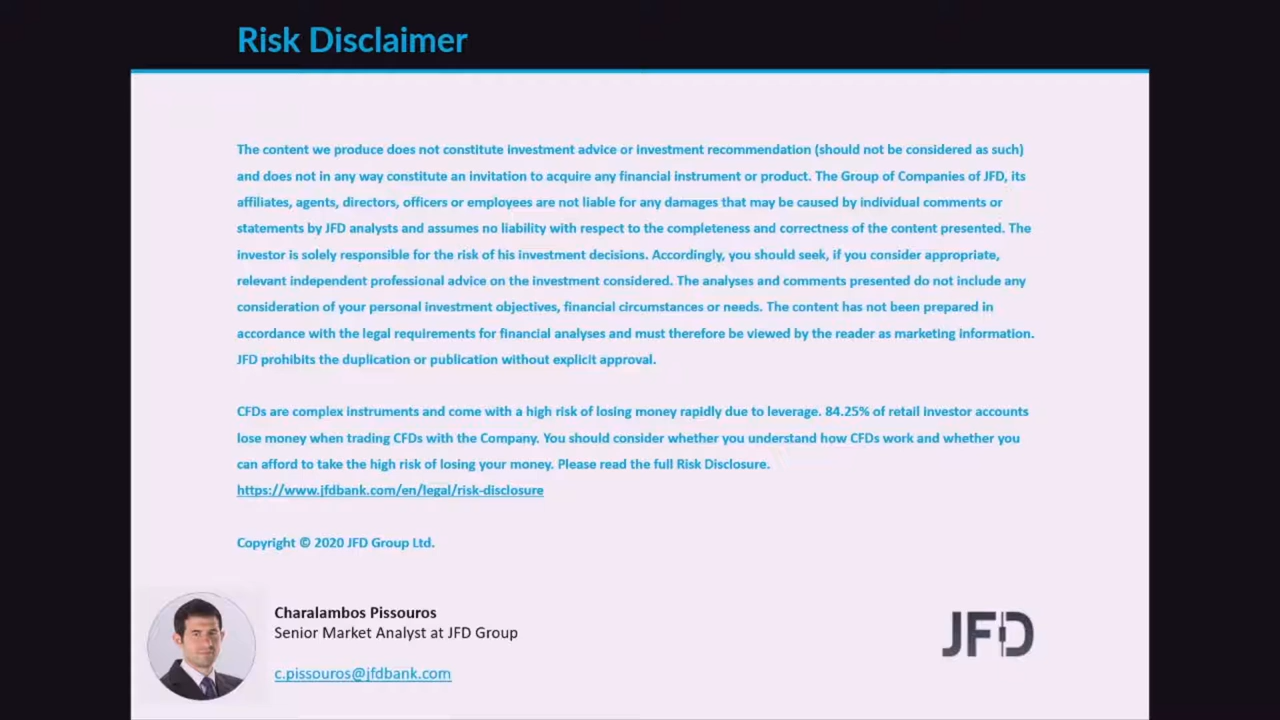 Risk Disclaimer
The content we produce does not constitute investment advice or investment recommendation (should not be considered as such)
and does not in any way constitute an invitation to acquire any financial instrument or product. The Group of Companies of JFD, its
affiliates, agents, directors, officers or employees are not liable for any damages that may be caused by individual comments or
statements by JFD analysts and assumes no liability with respect to the completeness and correctness of the content presented. The
investor is solely responsible for the risk of his investment decisions. Accordingly, you should seek, if you consider appropriate,
relevant independent professional advice on the investment considered. The analyses and comments presented do not include any
consideration of your personal investment objectives, financial circumstances or needs. The content has not been prepared in
accordance with the legal requirements for financial analyses and must therefore be viewed by the reader as marketing information.
JFD prohibits the duplication or publication without explicit approval.
CFDs are complex instruments and come with a high risk of losing money rapidly due to leverage. 84.25% of retail investor accounts
lose money when trading CFDs with the Company. You should consider whether you understand how CFDs work and whether you
can afford to take the high risk of losing your money. Please read the full Risk Disclosure.
https://www.jfdbank.com/en/legal/risk-disclosure
Copyright © 2020 JFD Group Ltd.
Charalambos Pissouros
Senior Market Analyst at JFD Group
c.pissouros@jfdbank.com
JFD